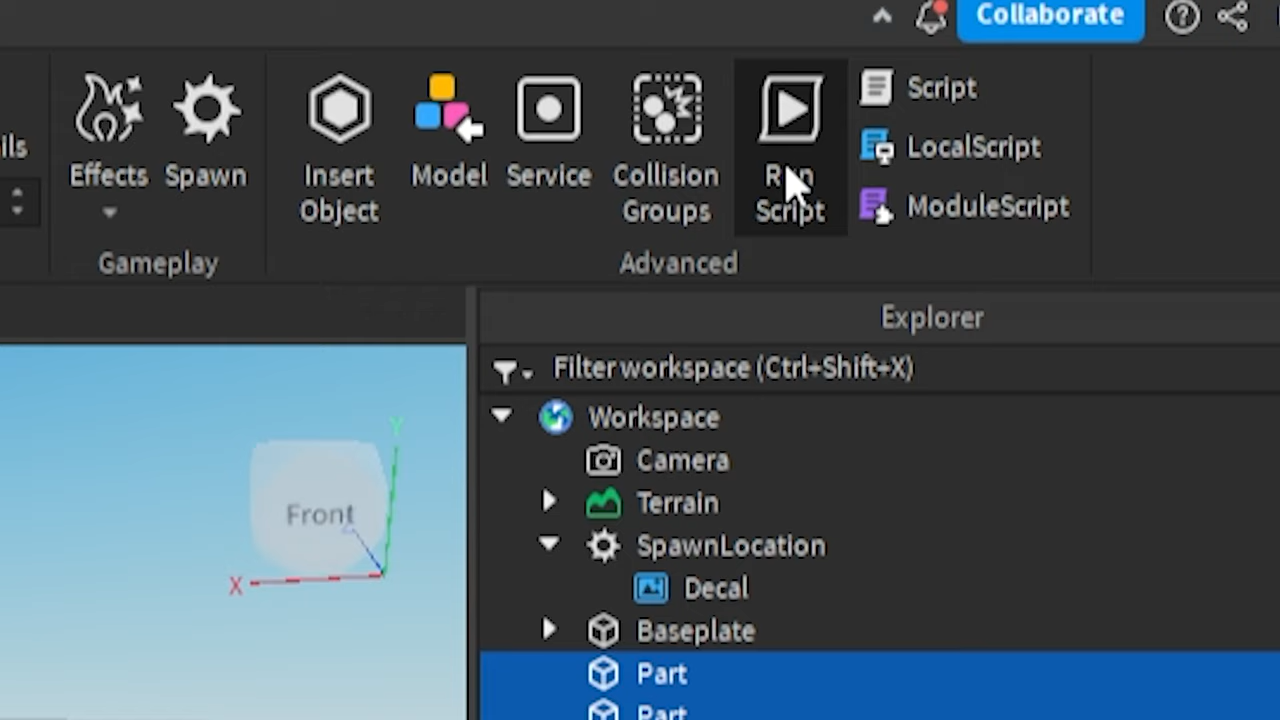 Collaborate
ils
Effects
Spawn
Gameplay
Insert
Object
Model
Service
Collision
Groups
Run
Script
Script
LocalScript
ModuleScript
Advanced
Explorer
Filter workspace (Ctrl+Shift+X)
Workspace
Camera
Terrain
SpawnLocation
Decal
Baseplate
Part
Part
Y
Front
X